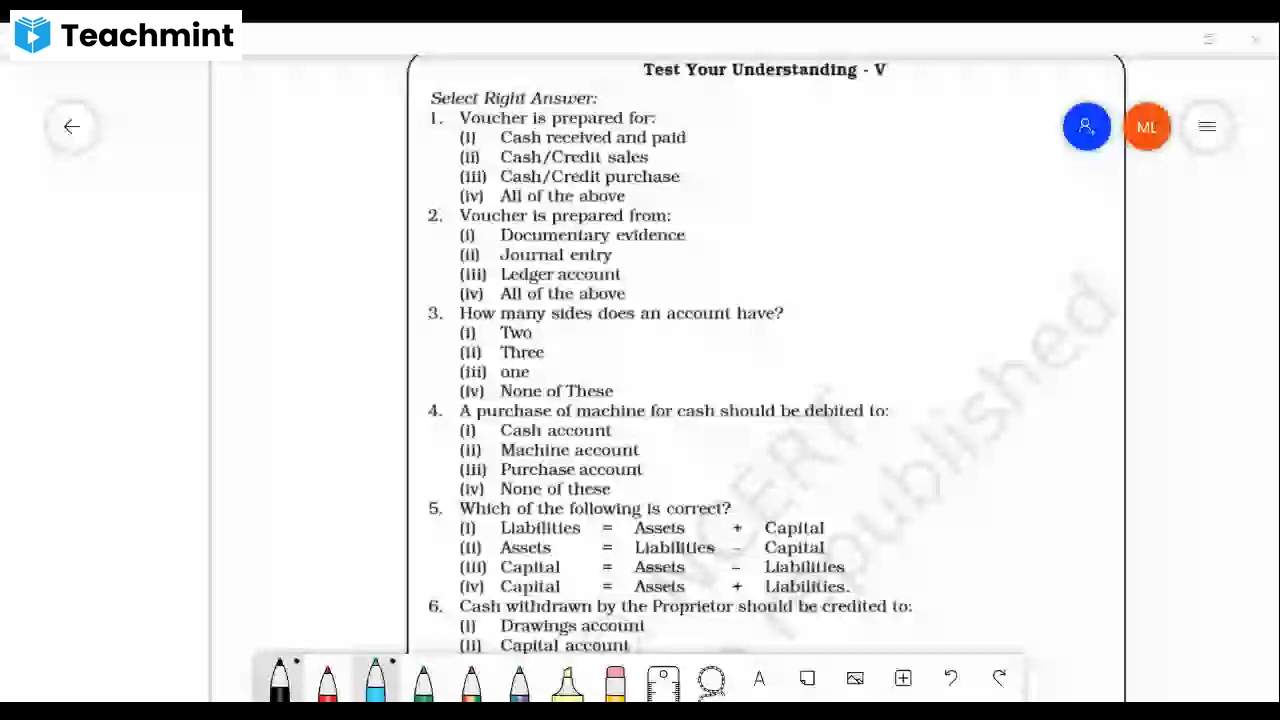 Teachmint
Test Your Understanding - V
Select Right Answer:
1. Voucher is prepared for:
(i) Cash received and paid
(ii) Cash/Credit sales
(iii) Cash/Credit purchase
(iv) All of the above
2. Voucher is prepared from:
(i) Documentary evidence
(ii) Journal entry
(iii) Ledger account
(iv) All of the above
3. How many sides does an account have?
(i) Two
(ii) Three
(iii) one
(iv) None of These
4. A purchase of machine for cash should be debited to:
(i) Cash account
(ii) Machine account
(iii) Purchase account
(iv) None of these
5. Which of the following is correct?
(i) Liabilities = Assets + Capital
(ii) Assets = Liabilities – Capital
(iii) Capital = Assets – Liabilities
(iv) Capital = Assets + Liabilities.
6. Cash withdrawn by the Proprietor should be credited to:
(i) Drawings account
(ii) Capital account
ML
NCERT
republished
A